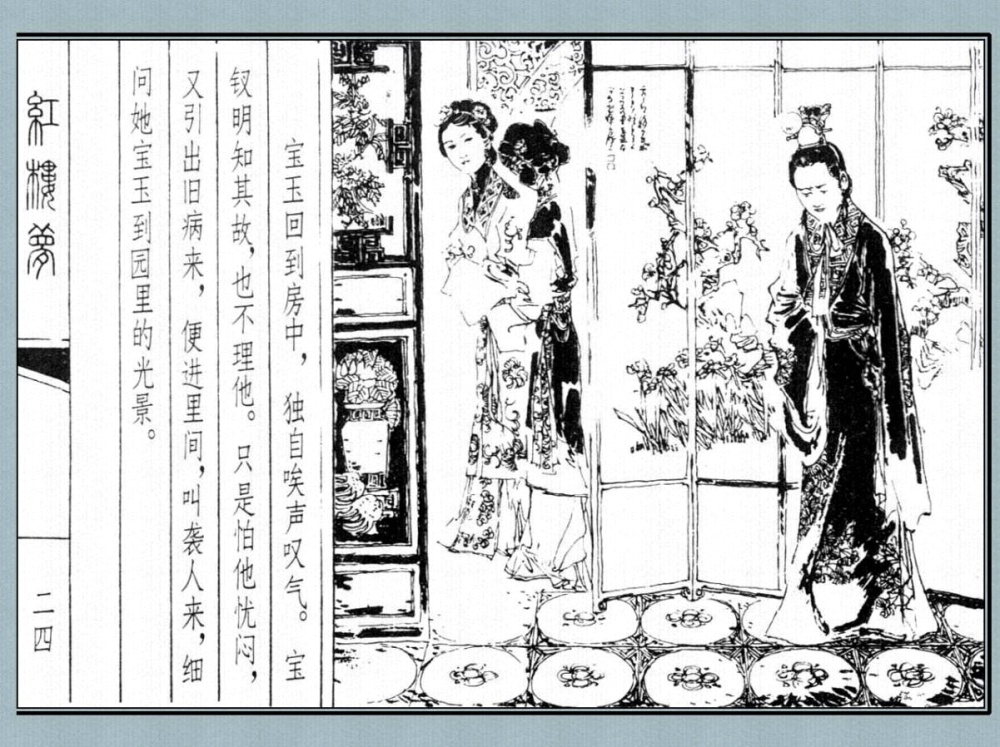 宝玉回到房中，独自唉声叹气。宝
钗明知其故，也不理他。只是怕他忧闷，
又引出旧病来，便进里间，叫袭人来，细
问她宝玉到园里的光景。
紅樓夢
二四